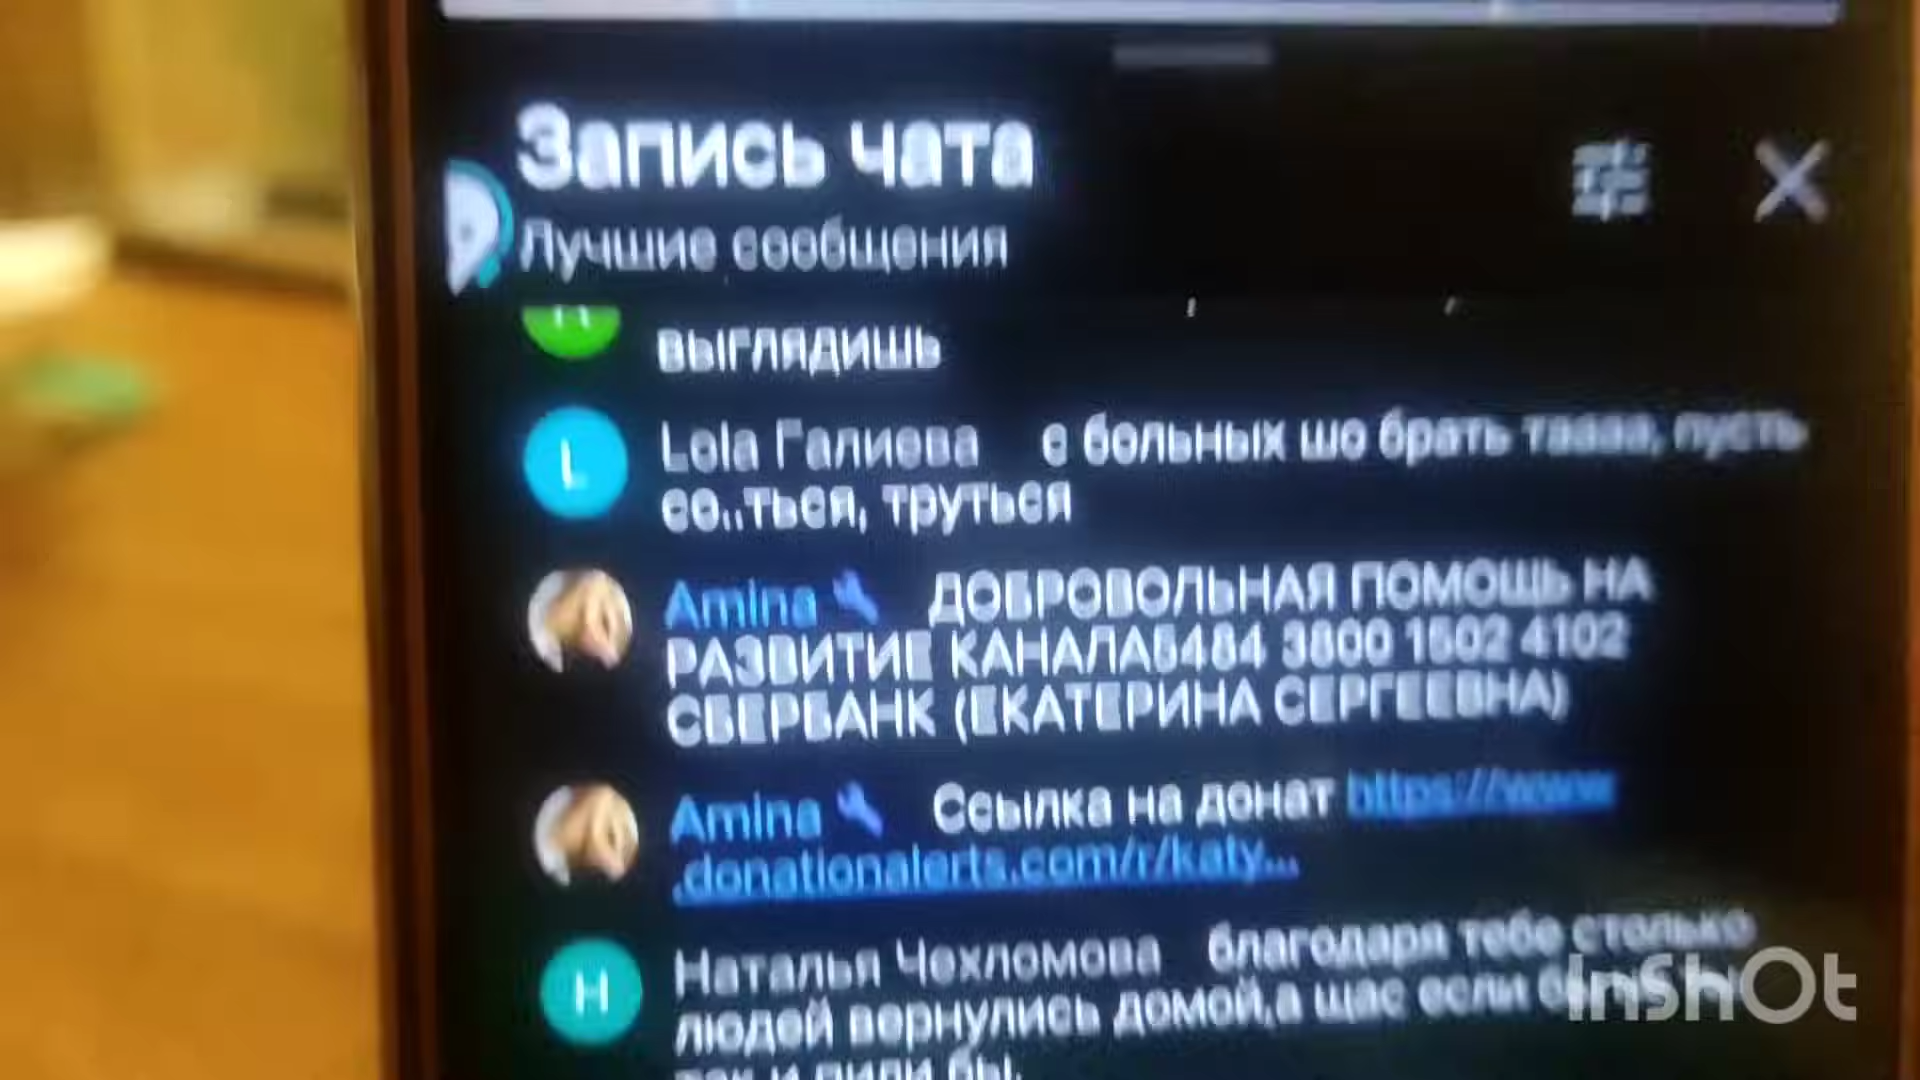 Запись чата
Лучшие сообщения
выглядишь
L
Lola Галиева с больных шо брать таааа, пусть
со..ться, труться
Amina ДОБРОВОЛЬНАЯ ПОМОЩЬ НА
РАЗВИТИЕ КАНАЛА5484 3800 1502 4102
СБЕРБАНК (ЕКАТЕРИНА СЕРГЕЕВНА)
Amina Ссылка на донат https://www
.donationalerts.com/r/katy...
Н
Наталья Чехломова благодаря тебе столько
людей вернулись домой,а щас если
так и пили бы.
InShOt